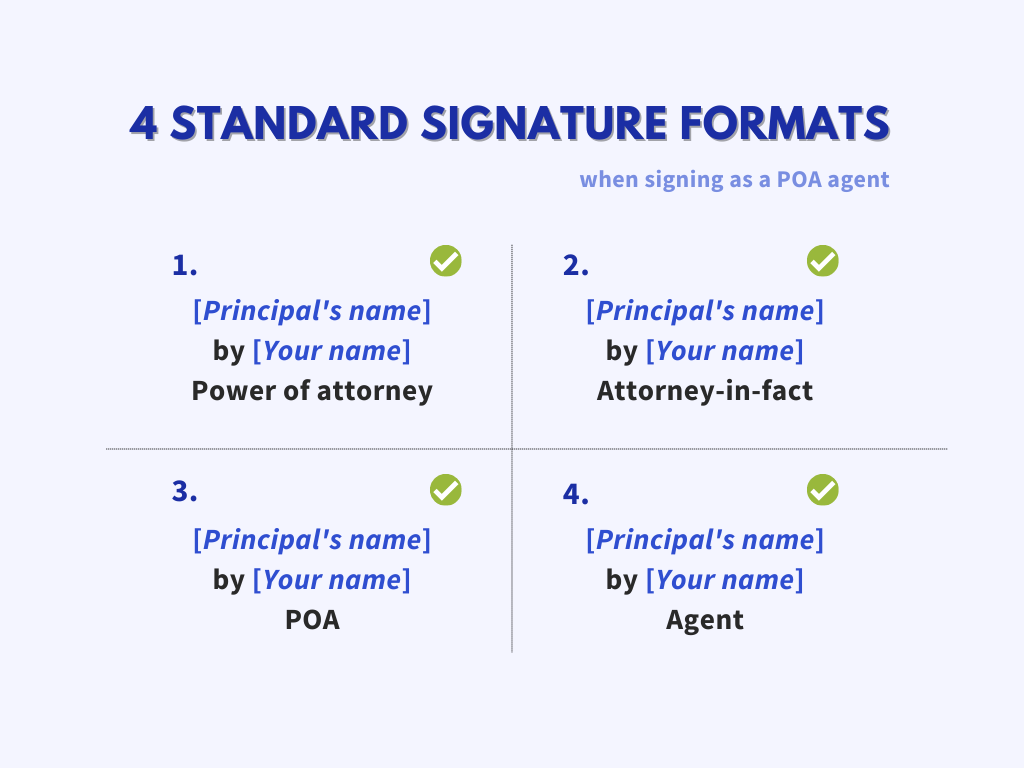 4 STANDARD SIGNATURE FORMATS
when signing as a POA agent
1.
[Principal's name]
by [Your name]
Power of attorney
2.
[Principal's name]
by [Your name]
Attorney-in-fact
3.
[Principal's name]
by [Your name]
POA
4.
[Principal's name]
by [Your name]
Agent